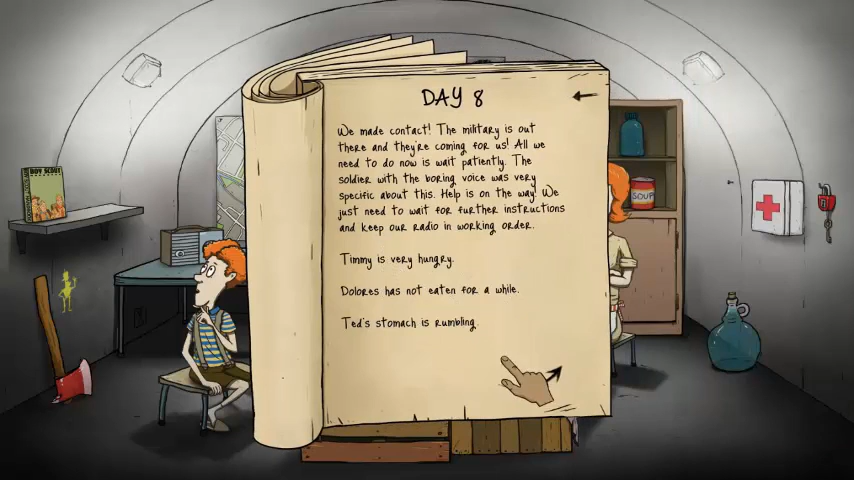 DAY 8
We made contact! The military is out
there and they're coming for us! All we
need to do now is wait patiently. The
soldier with the boring voice was very
specific about this. Help is on the way! We
just need to wait for further instructions
and keep our radio in working order.
Timmy is very hungry.
Dolores has not eaten for a while.
Ted's stomach is rumbling.
BOY SCOUT
SOUP